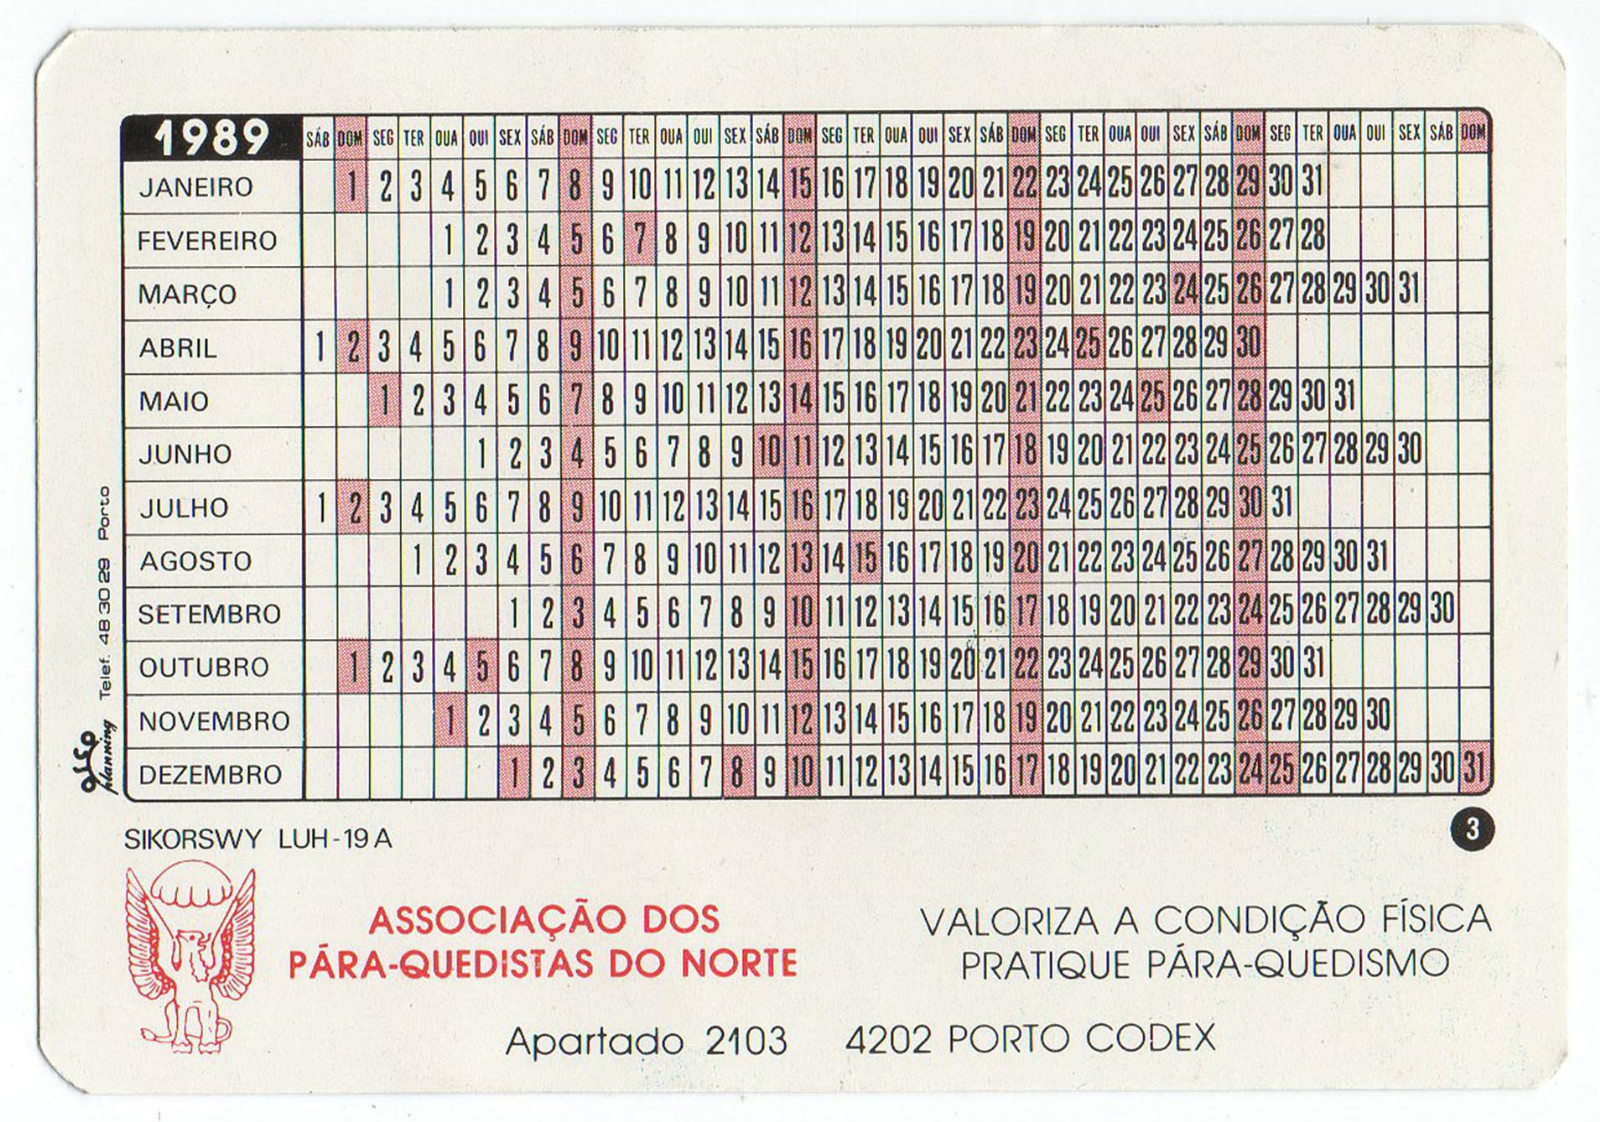 1989 SÁB DOM SEG TER QUA QUI SEX SÁB DOM SEG TER QUA QUI SEX SÁB DOM SEG TER QUA QUI SEX SÁB DOM SEG TER QUA QUI SEX SÁB DOM SEG TER QUA QUI SEX SÁB DOM
JANEIRO 1 2 3 4 5 6 7 8 9 10 11 12 13 14 15 16 17 18 19 20 21 22 23 24 25 26 27 28 29 30 31
FEVEREIRO 1 2 3 4 5 6 7 8 9 10 11 12 13 14 15 16 17 18 19 20 21 22 23 24 25 26 27 28
MARÇO 1 2 3 4 5 6 7 8 9 10 11 12 13 14 15 16 17 18 19 20 21 22 23 24 25 26 27 28 29 30 31
ABRIL 1 2 3 4 5 6 7 8 9 10 11 12 13 14 15 16 17 18 19 20 21 22 23 24 25 26 27 28 29 30
MAIO 1 2 3 4 5 6 7 8 9 10 11 12 13 14 15 16 17 18 19 20 21 22 23 24 25 26 27 28 29 30 31
JUNHO 1 2 3 4 5 6 7 8 9 10 11 12 13 14 15 16 17 18 19 20 21 22 23 24 25 26 27 28 29 30
JULHO 1 2 3 4 5 6 7 8 9 10 11 12 13 14 15 16 17 18 19 20 21 22 23 24 25 26 27 28 29 30 31
AGOSTO 1 2 3 4 5 6 7 8 9 10 11 12 13 14 15 16 17 18 19 20 21 22 23 24 25 26 27 28 29 30 31
SETEMBRO 1 2 3 4 5 6 7 8 9 10 11 12 13 14 15 16 17 18 19 20 21 22 23 24 25 26 27 28 29 30
OUTUBRO 1 2 3 4 5 6 7 8 9 10 11 12 13 14 15 16 17 18 19 20 21 22 23 24 25 26 27 28 29 30 31
NOVEMBRO 1 2 3 4 5 6 7 8 9 10 11 12 13 14 15 16 17 18 19 20 21 22 23 24 25 26 27 28 29 30
DEZEMBRO 1 2 3 4 5 6 7 8 9 10 11 12 13 14 15 16 17 18 19 20 21 22 23 24 25 26 27 28 29 30 31
planning Telef. 48 30 29 Porto
SIKORSWY LUH-19 A
3
ASSOCIAÇÃO DOS
PÁRA-QUEDISTAS DO NORTE
VALORIZA A CONDIÇÃO FÍSICA
PRATIQUE PÁRA-QUEDISMO
Apartado 2103 4202 PORTO CODEX